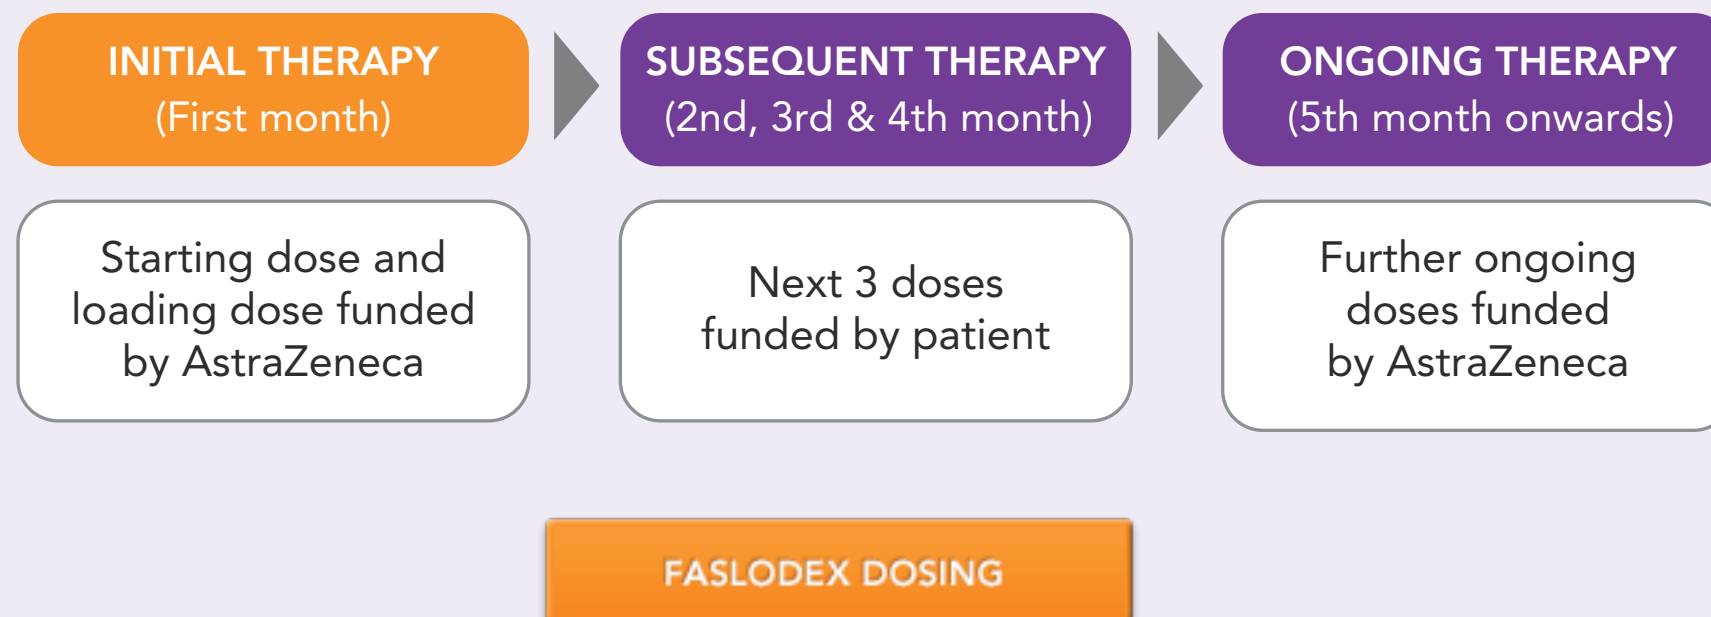 INITIAL THERAPY
(First month)
Starting dose and
loading dose funded
by AstraZeneca
SUBSEQUENT THERAPY
(2nd, 3rd & 4th month)
Next 3 doses
funded by patient
ONGOING THERAPY
(5th month onwards)
Further ongoing
doses funded
by AstraZeneca
FASLODEX DOSING